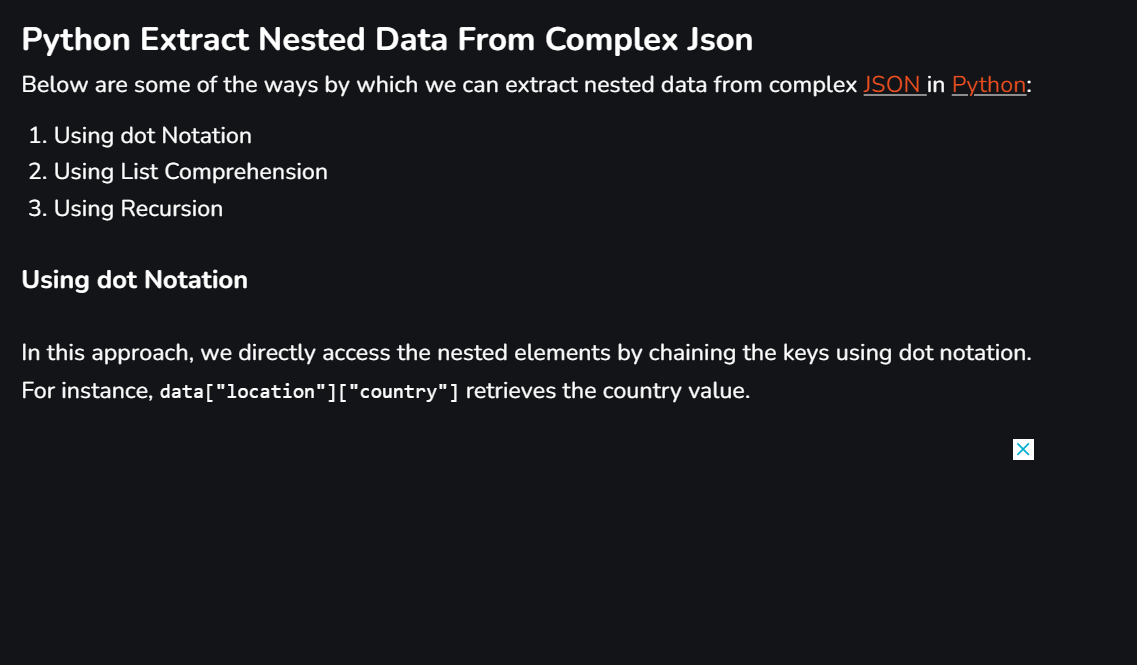 Python Extract Nested Data From Complex Json
Below are some of the ways by which we can extract nested data from complex JSON in Python:
1. Using dot Notation
2. Using List Comprehension
3. Using Recursion
Using dot Notation
In this approach, we directly access the nested elements by chaining the keys using dot notation.
For instance, data["location"]["country"] retrieves the country value.